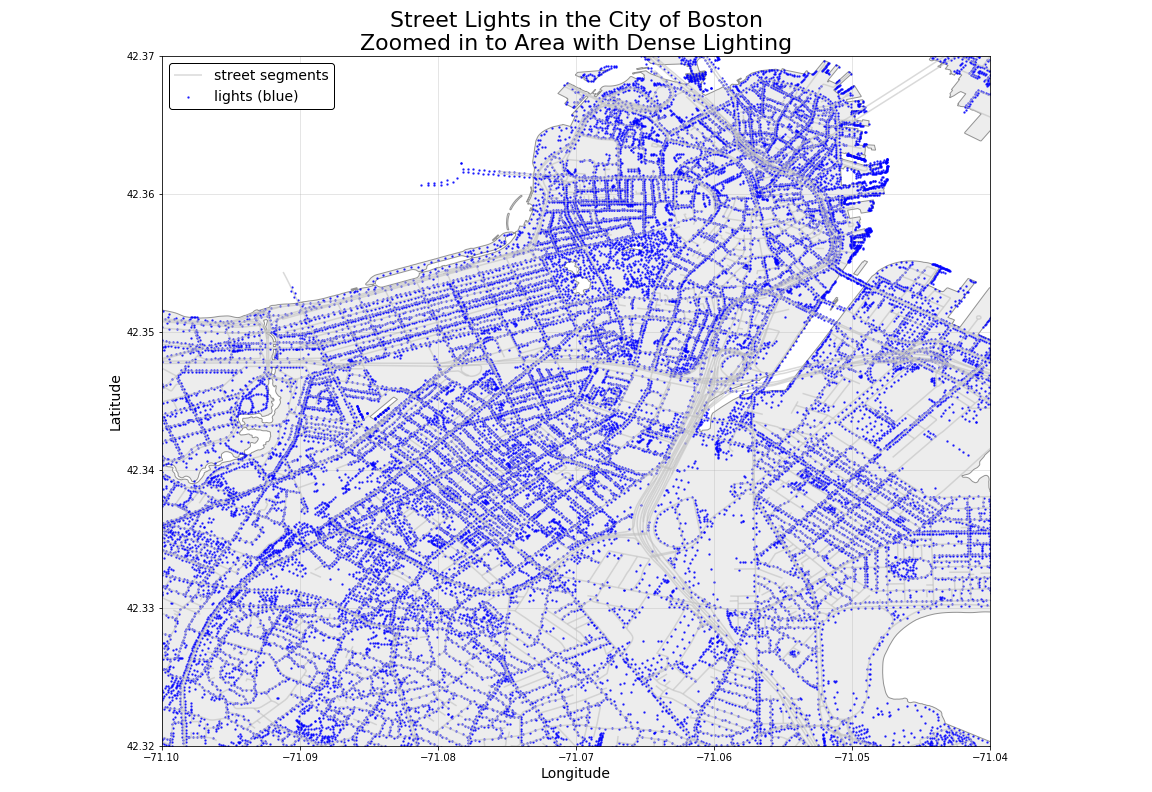 Street Lights in the City of Boston
Zoomed in to Area with Dense Lighting
street segments
lights (blue)
42.37
42.36
42.35
42.34
42.33
42.32
Latitude
−71.10
−71.09
−71.08
−71.07
−71.06
−71.05
−71.04
Longitude